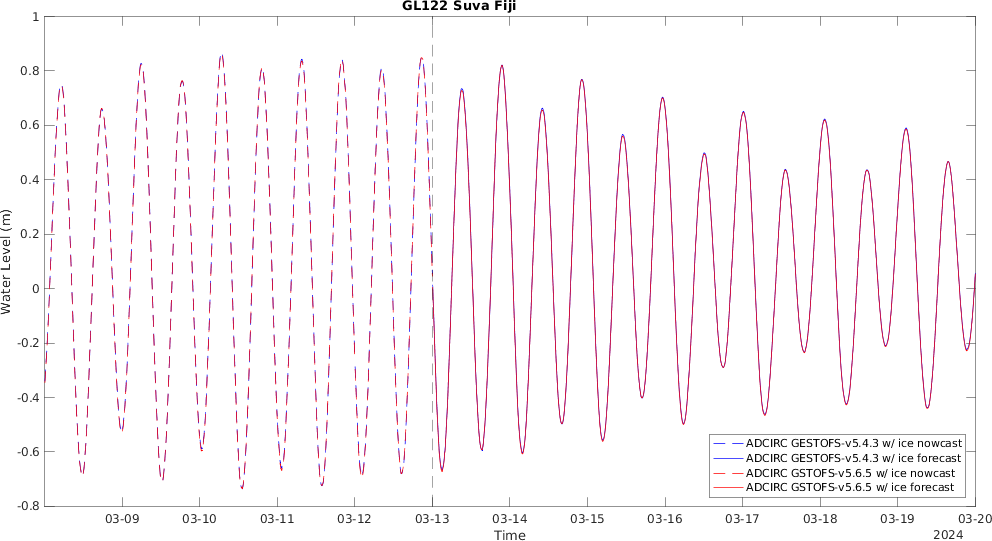 GL122 Suva Fiji
1
0.8
0.6
0.4
0.2
0
-0.2
-0.4
-0.6
-0.8
Water Level (m)
ADCIRC GESTOFS-v5.4.3 w/ ice nowcast
ADCIRC GESTOFS-v5.4.3 w/ ice forecast
ADCIRC GSTOFS-v5.6.5 w/ ice nowcast
ADCIRC GSTOFS-v5.6.5 w/ ice forecast
03-09 03-10 03-11 03-12 03-13 03-14 03-15 03-16 03-17 03-18 03-19 03-20
Time
2024